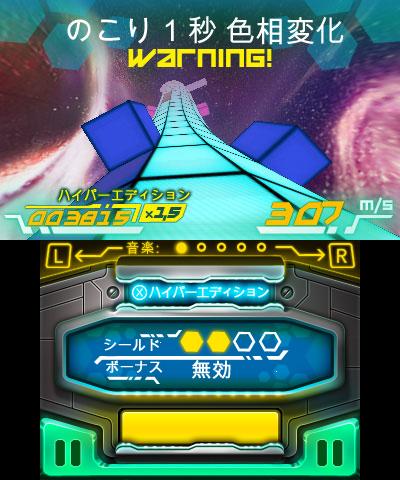 のこり 1 秒 色相変化
warning!
ハイパーエディション
003815 x1,5
307 m/s
L 音楽: R
Ⓧハイパーエディション
シールド
ボーナス 無効